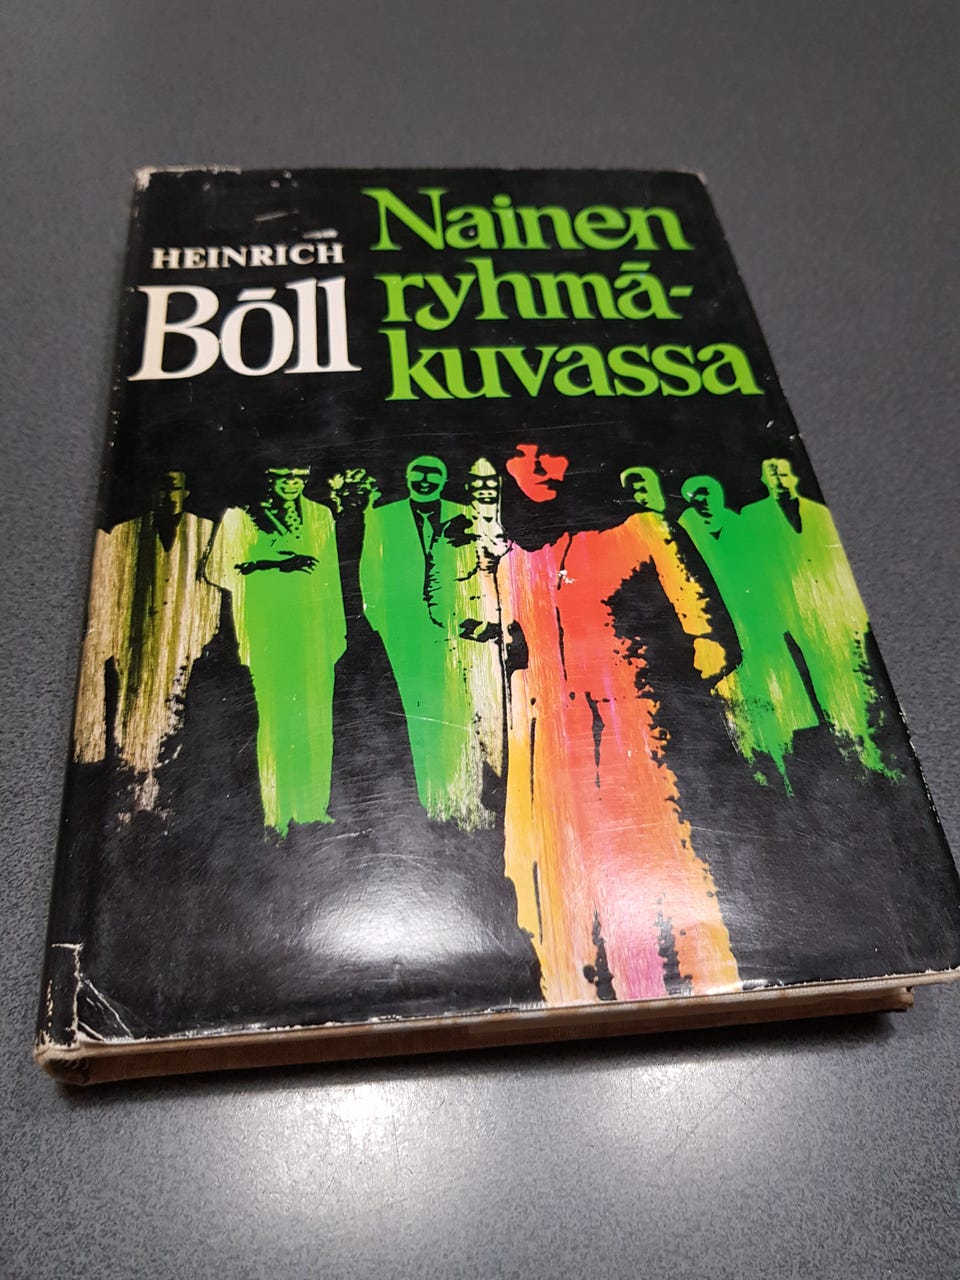 HEINRICH
Böll
Nainen
ryhmä-
kuvassa